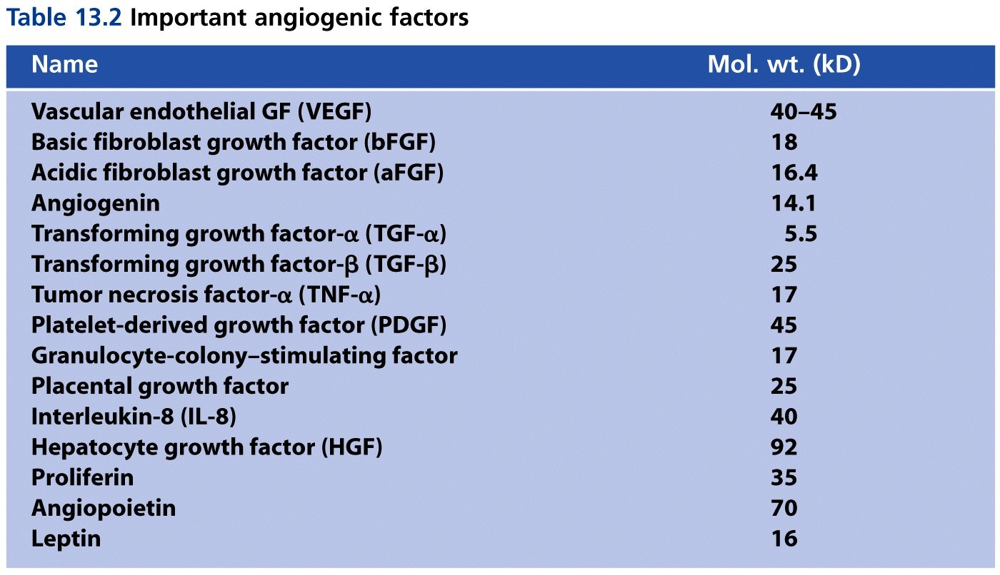 Table 13.2 Important angiogenic factors
Name Mol. wt. (kD)
Vascular endothelial GF (VEGF) 40–45
Basic fibroblast growth factor (bFGF) 18
Acidic fibroblast growth factor (aFGF) 16.4
Angiogenin 14.1
Transforming growth factor-α (TGF-α) 5.5
Transforming growth factor-β (TGF-β) 25
Tumor necrosis factor-α (TNF-α) 17
Platelet-derived growth factor (PDGF) 45
Granulocyte-colony–stimulating factor 17
Placental growth factor 25
Interleukin-8 (IL-8) 40
Hepatocyte growth factor (HGF) 92
Proliferin 35
Angiopoietin 70
Leptin 16